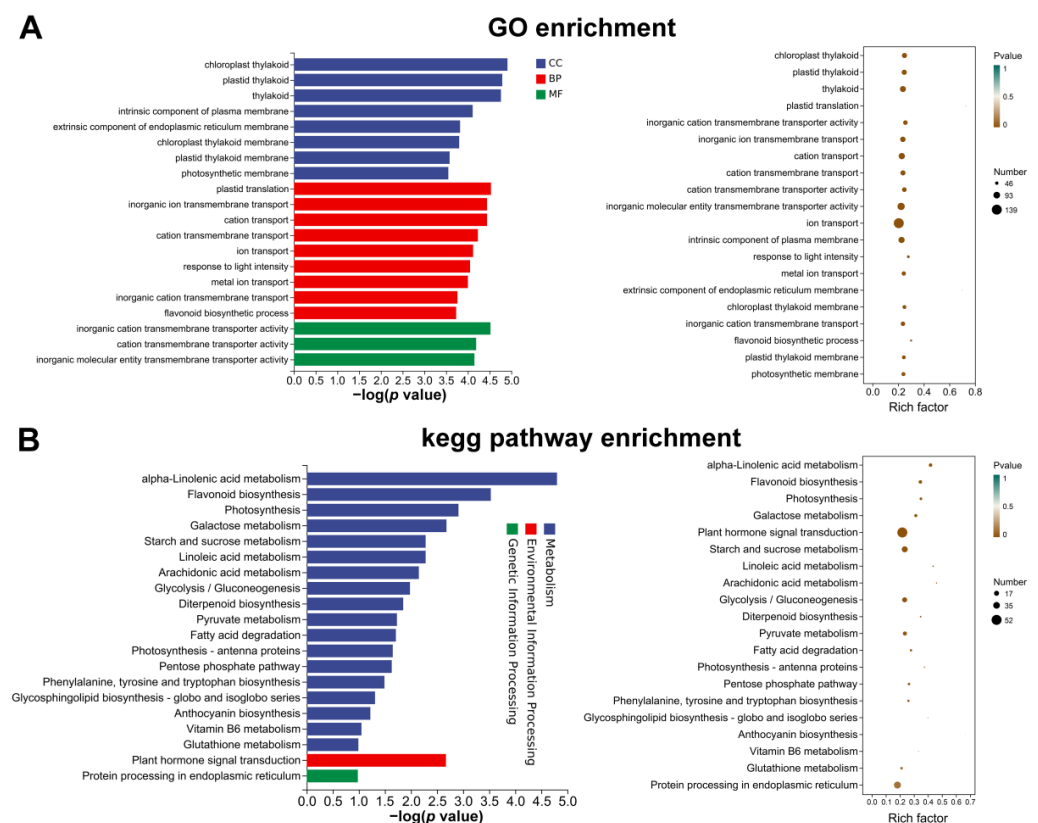 A
GO enrichment
chloroplast thylakoid
plastid thylakoid
thylakoid
intrinsic component of plasma membrane
extrinsic component of endoplasmic reticulum membrane
chloroplast thylakoid membrane
plastid thylakoid membrane
photosynthetic membrane
plastid translation
inorganic ion transmembrane transport
cation transport
cation transmembrane transport
ion transport
response to light intensity
metal ion transport
inorganic cation transmembrane transport
flavonoid biosynthetic process
inorganic cation transmembrane transporter activity
cation transmembrane transporter activity
inorganic molecular entity transmembrane transporter activity
0.0 0.5 1.0 1.5 2.0 2.5 3.0 3.5 4.0 4.5 5.0
−log(p value)
CC
BP
MF
chloroplast thylakoid
plastid thylakoid
thylakoid
plastid translation
inorganic cation transmembrane transporter activity
inorganic ion transmembrane transport
cation transport
cation transmembrane transport
cation transmembrane transporter activity
inorganic molecular entity transmembrane transporter activity
ion transport
intrinsic component of plasma membrane
response to light intensity
metal ion transport
extrinsic component of endoplasmic reticulum membrane
chloroplast thylakoid membrane
inorganic cation transmembrane transport
flavonoid biosynthetic process
plastid thylakoid membrane
photosynthetic membrane
0.0 0.2 0.4 0.6 0.8
Rich factor
Pvalue
1
0.5
0
Number
46
93
139
B
kegg pathway enrichment
alpha-Linolenic acid metabolism
Flavonoid biosynthesis
Photosynthesis
Galactose metabolism
Starch and sucrose metabolism
Linoleic acid metabolism
Arachidonic acid metabolism
Glycolysis / Gluconeogenesis
Diterpenoid biosynthesis
Pyruvate metabolism
Fatty acid degradation
Photosynthesis - antenna proteins
Pentose phosphate pathway
Phenylalanine, tyrosine and tryptophan biosynthesis
Glycosphingolipid biosynthesis - globo and isoglobo series
Anthocyanin biosynthesis
Vitamin B6 metabolism
Glutathione metabolism
Plant hormone signal transduction
Protein processing in endoplasmic reticulum
0.0 0.5 1.0 1.5 2.0 2.5 3.0 3.5 4.0 4.5 5.0
−log(p value)
Metabolism
Environmental Information Processing
Genetic Information Processing
alpha-Linolenic acid metabolism
Flavonoid biosynthesis
Photosynthesis
Galactose metabolism
Plant hormone signal transduction
Starch and sucrose metabolism
Linoleic acid metabolism
Arachidonic acid metabolism
Glycolysis / Gluconeogenesis
Diterpenoid biosynthesis
Pyruvate metabolism
Fatty acid degradation
Photosynthesis - antenna proteins
Pentose phosphate pathway
Phenylalanine, tyrosine and tryptophan biosynthesis
Glycosphingolipid biosynthesis - globo and isoglobo series
Anthocyanin biosynthesis
Vitamin B6 metabolism
Glutathione metabolism
Protein processing in endoplasmic reticulum
0.0 0.1 0.2 0.3 0.4 0.5 0.6 0.7
Rich factor
Pvalue
1
0.5
0
Number
17
35
52